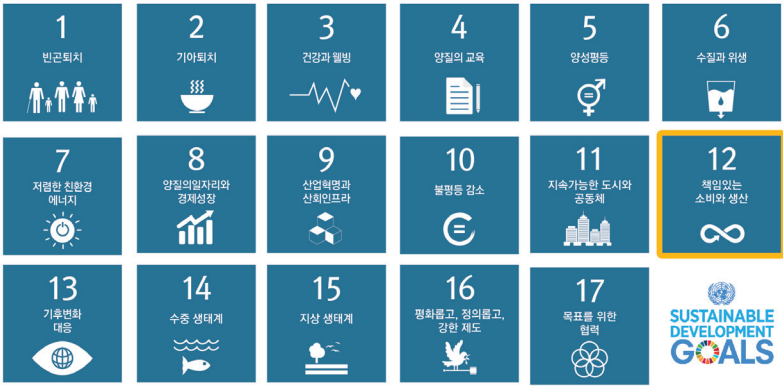 1
빈곤퇴치
2
기아퇴치
3
건강과 웰빙
4
양질의 교육
5
양성평등
6
수질과 위생
7
저렴한 친환경
에너지
8
양질의일자리와
경제성장
9
산업혁명과
산회인프라
10
불평등 감소
11
지속가능한 도시와
공동체
12
책임있는
소비와 생산
13
기후변화
대응
14
수중 생태계
15
지상 생태계
16
평화롭고, 정의롭고,
강한 제도
17
목표를 위한
협력
SUSTAINABLE
DEVELOPMENT
GOALS